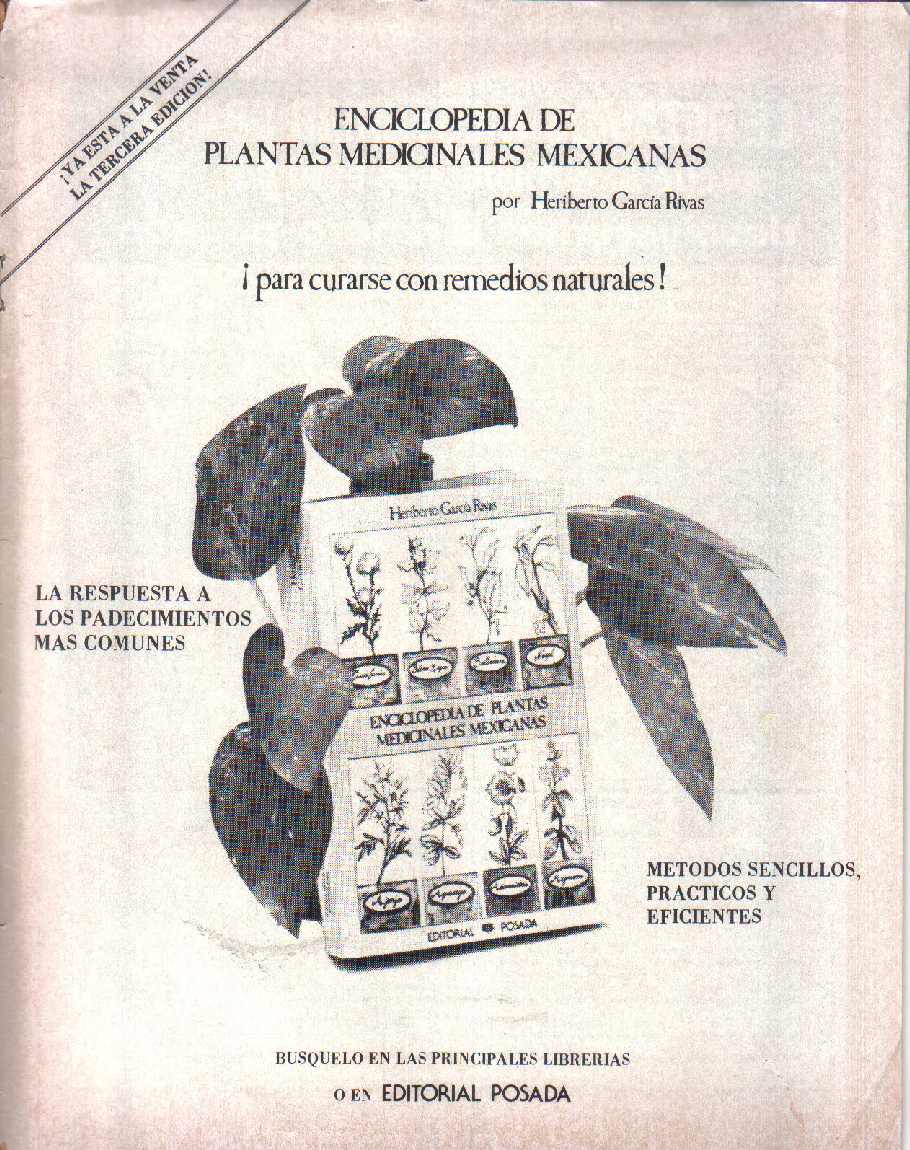 ¡YA ESTA A LA VENTA
LA TERCERA EDICION!
ENCICLOPEDIA DE
PLANTAS MEDICINALES MEXICANAS
por Heriberto García Rivas
¡para curarse con remedios naturales!
Heriberto García Rivas
LA RESPUESTA A
LOS PADECIMIENTOS
MAS COMUNES
ENCICLOPEDIA DE PLANTAS
MEDICINALES MEXICANAS
METODOS SENCILLOS,
PRACTICOS Y
EFICIENTES
EDITORIAL POSADA
BUSQUELO EN LAS PRINCIPALES LIBRERIAS
O EN EDITORIAL POSADA